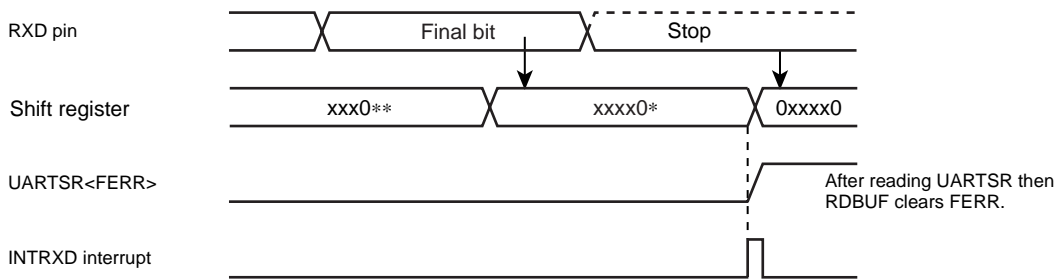 RXD pin
Final bit
Stop
Shift register
xxx0**
xxxx0*
0xxxx0
UARTSR<FERR>
After reading UARTSR then
RDBUF clears FERR.
INTRXD interrupt